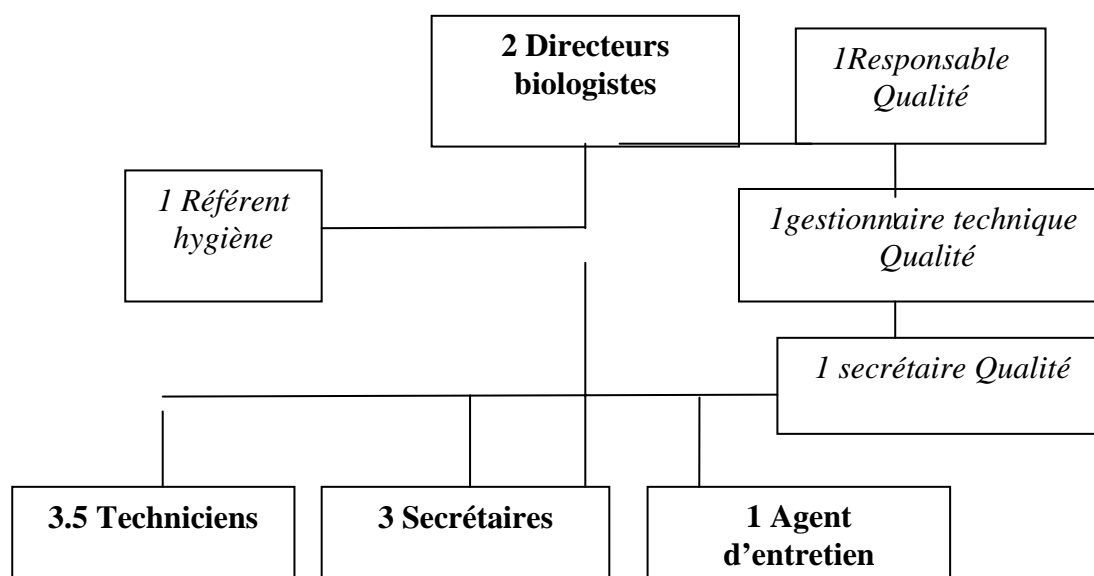 2 Directeurs
biologistes
1Responsable
Qualité
1 Référent
hygiène
1gestionnaire technique
Qualité
1 secrétaire Qualité
3.5 Techniciens
3 Secrétaires
1 Agent
d’entretien